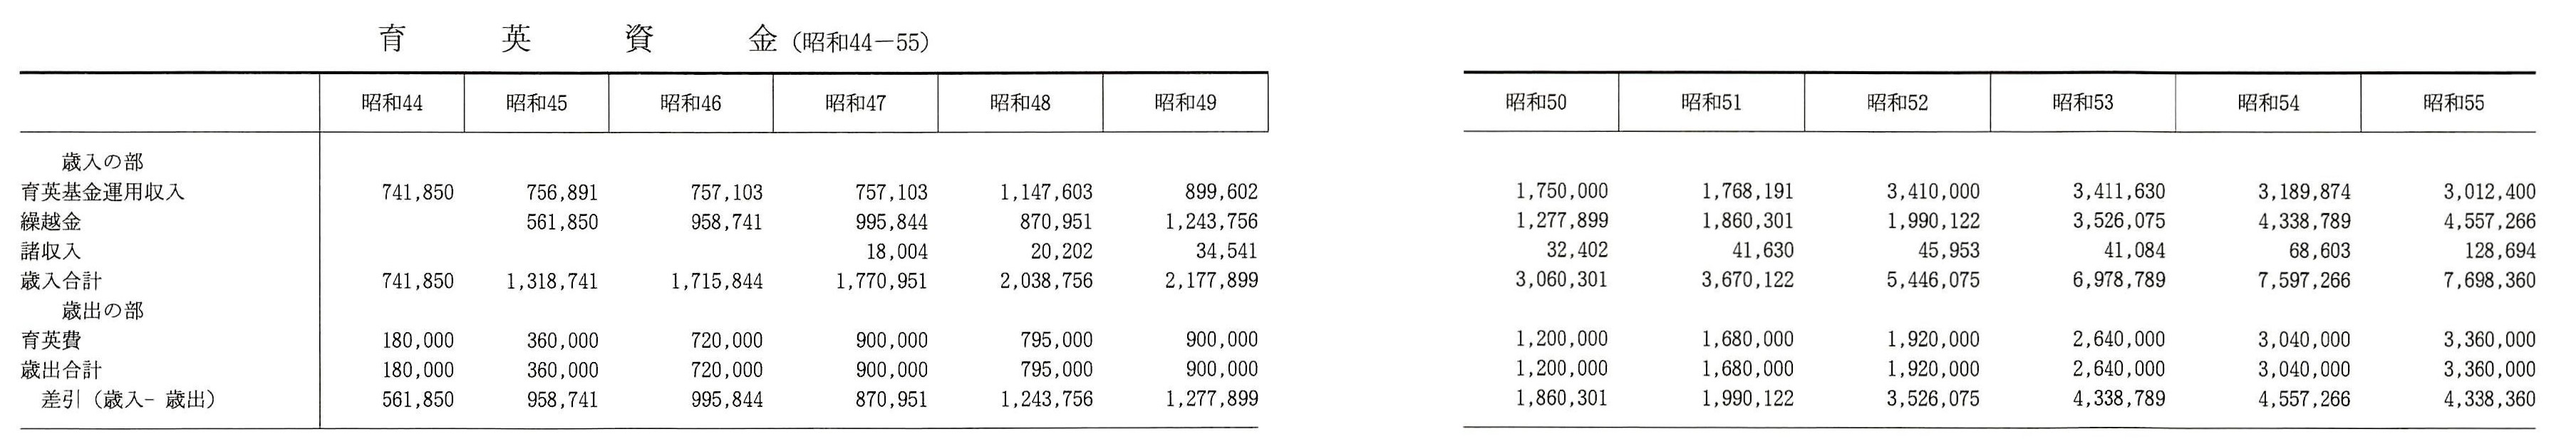 育英資金(昭和44－55)
昭和44 昭和45 昭和46 昭和47 昭和48 昭和49 昭和50 昭和51 昭和52 昭和53 昭和54 昭和55
歳入の部
育英基金運用収入 741,850 756,891 757,103 757,103 1,147,603 899,602 1,750,000 1,768,191 3,410,000 3,411,630 3,189,874 3,012,400
繰越金 561,850 958,741 995,844 870,951 1,243,756 1,277,899 1,860,301 1,990,122 3,526,075 4,338,789 4,557,266
諸収入 18,004 20,202 34,541 32,402 41,630 45,953 41,084 68,603 128,694
歳入合計 741,850 1,318,741 1,715,844 1,770,951 2,038,756 2,177,899 3,060,301 3,670,122 5,446,075 6,978,789 7,597,266 7,698,360
歳出の部
育英費 180,000 360,000 720,000 900,000 795,000 900,000 1,200,000 1,680,000 1,920,000 2,640,000 3,040,000 3,360,000
歳出合計 180,000 360,000 720,000 900,000 795,000 900,000 1,200,000 1,680,000 1,920,000 2,640,000 3,040,000 3,360,000
差引（歳入- 歳出） 561,850 958,741 995,844 870,951 1,243,756 1,277,899 1,860,301 1,990,122 3,526,075 4,338,789 4,557,266 4,338,360